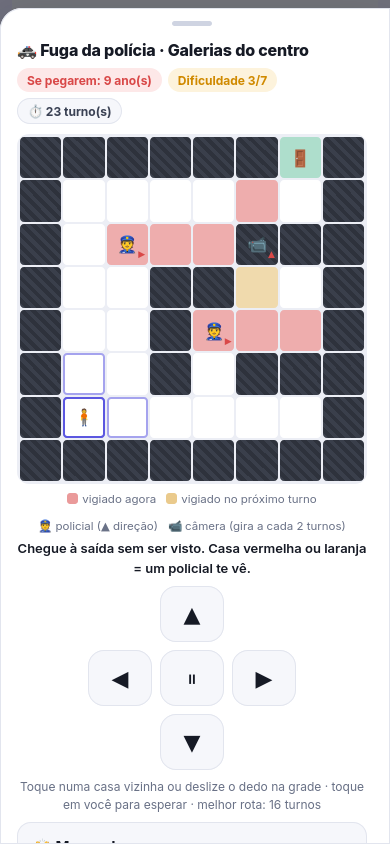 🚓 Fuga da polícia · Galerias do centro
Se pegarem: 9 ano(s)
Dificuldade 3/7
⏱️ 23 turno(s)
vigiado agora
vigiado no próximo turno
👮 policial (▲ direção)
📹 câmera (gira a cada 2 turnos)
Chegue à saída sem ser visto. Casa vermelha ou laranja
= um policial te vê.
▲
◀
⏸
▶
▼
Toque numa casa vizinha ou deslize o dedo na grade · toque
em você para esperar · melhor rota: 16 turnos